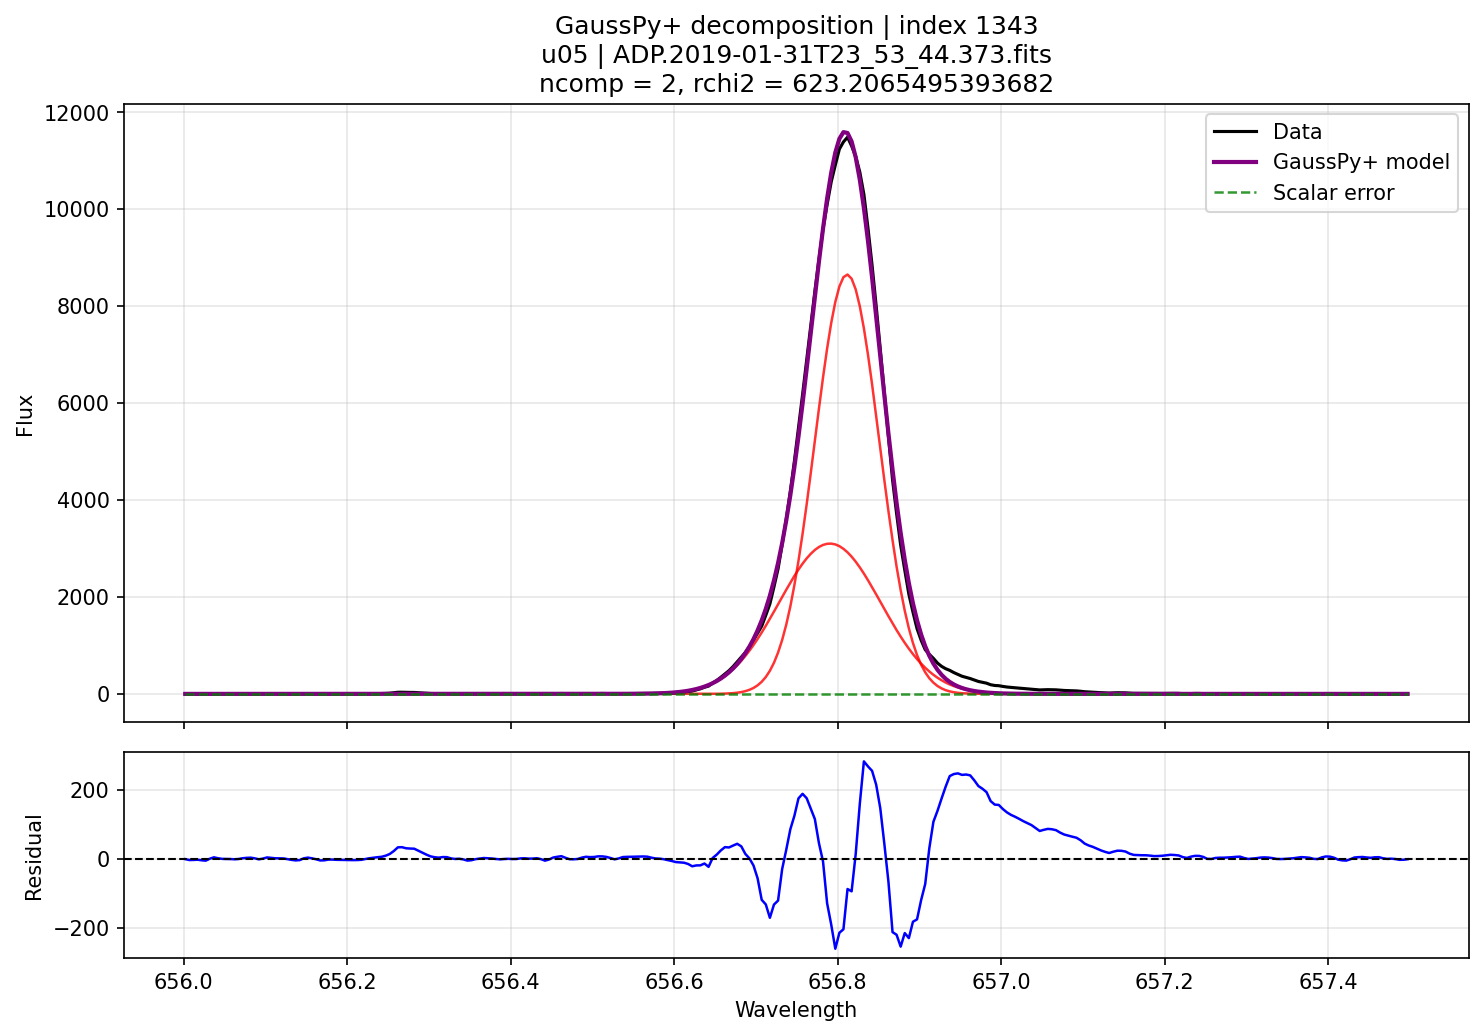 GaussPy+ decomposition | index 1343
u05 | ADP.2019-01-31T23_53_44.373.fits
ncomp = 2, rchi2 = 623.2065495393682
12000
10000
8000
6000
4000
2000
0
Flux
Data
GaussPy+ model
Scalar error
200
0
−200
Residual
656.0
656.2
656.4
656.6
656.8
657.0
657.2
657.4
Wavelength